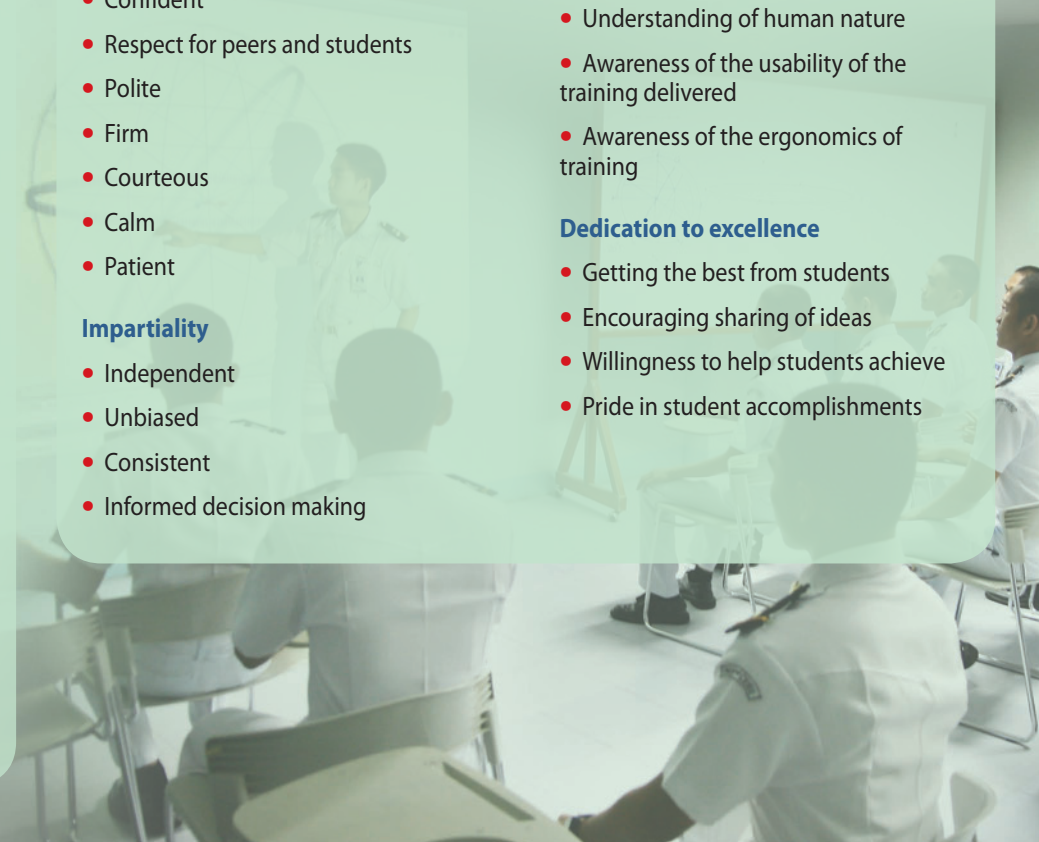 • Confident
• Respect for peers and students
• Polite
• Firm
• Courteous
• Calm
• Patient
Impartiality
• Independent
• Unbiased
• Consistent
• Informed decision making
• Understanding of human nature
• Awareness of the usability of the
training delivered
• Awareness of the ergonomics of
training
Dedication to excellence
• Getting the best from students
• Encouraging sharing of ideas
• Willingness to help students achieve
• Pride in student accomplishments